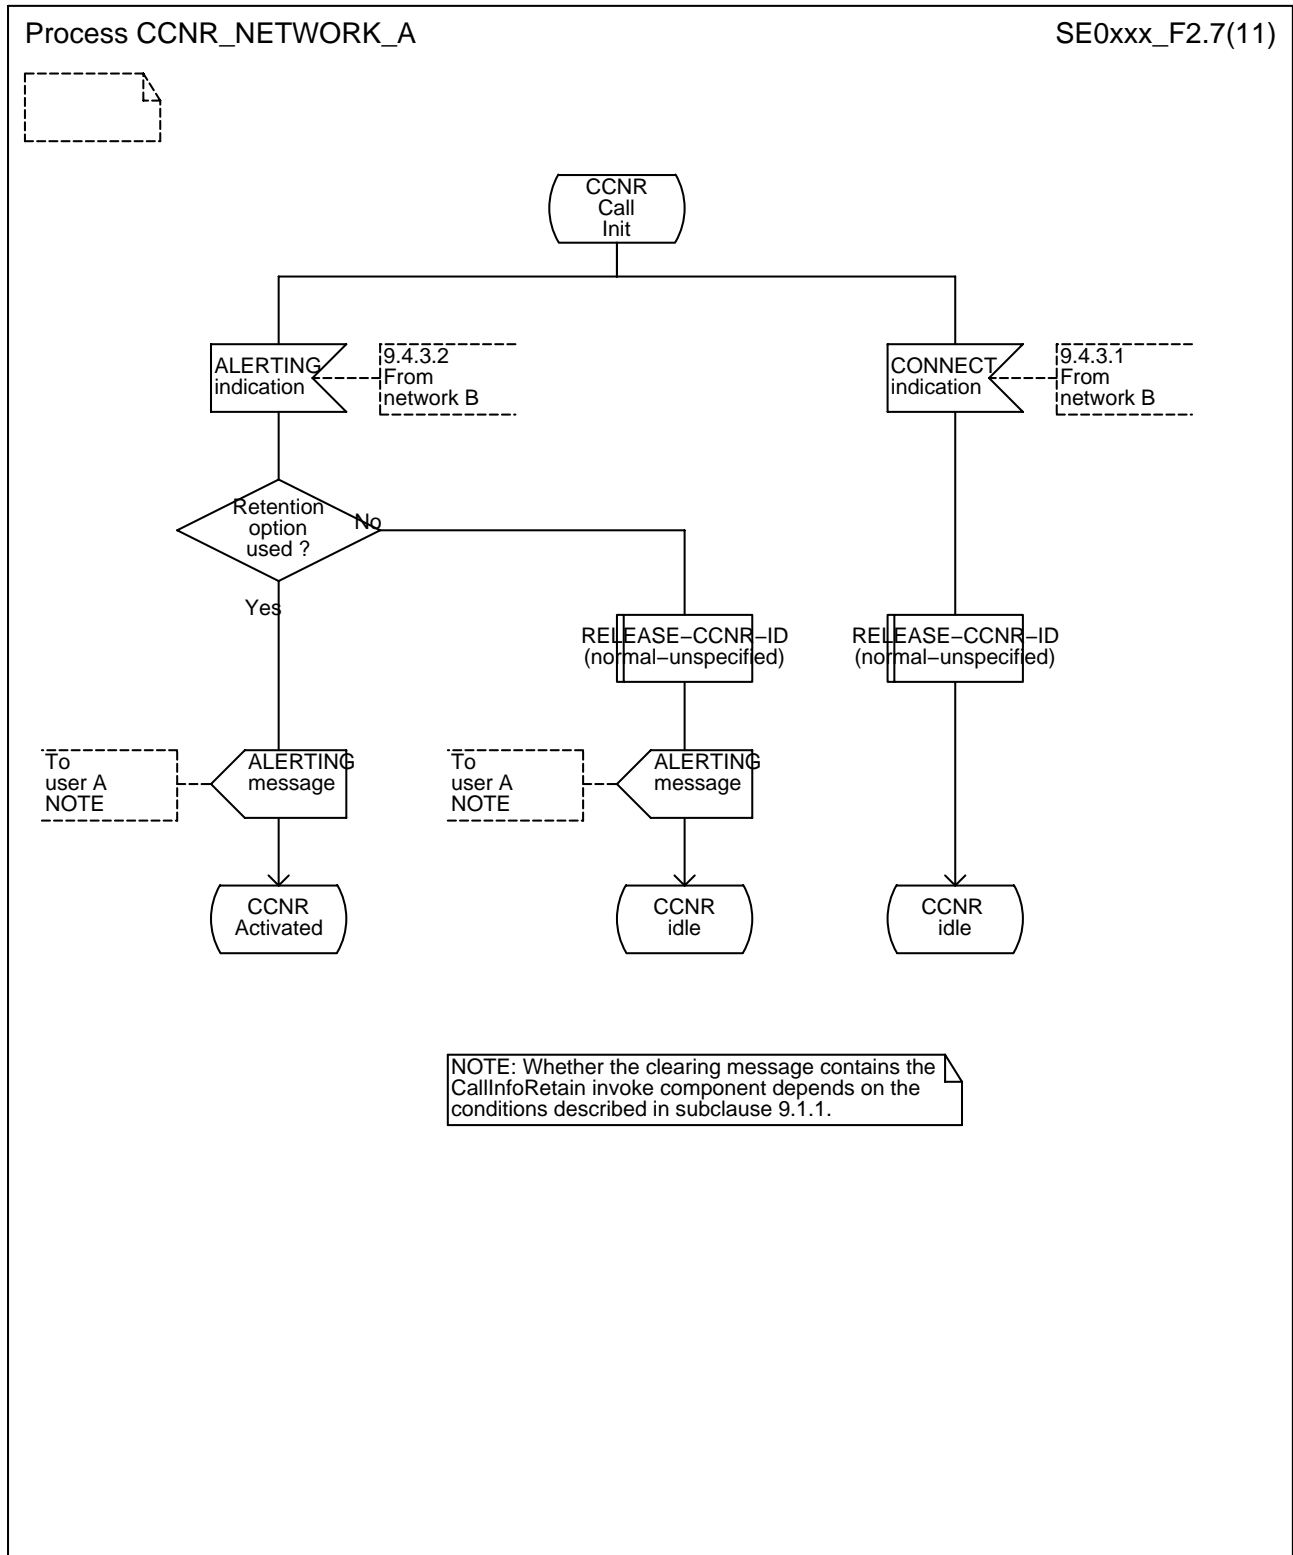 Process CCNR_NETWORK_A
SE0xxx_F2.7(11)
CCNR
Call
Init
ALERTING
indication
9.4.3.2
From
network B
CONNECT
indication
9.4.3.1
From
network B
Retention
option
used ?
No
Yes
RELEASE−CCNR−ID
(normal−unspecified)
RELEASE−CCNR−ID
(normal−unspecified)
To
user A
NOTE
ALERTING
message
To
user A
NOTE
ALERTING
message
CCNR
Activated
CCNR
idle
CCNR
idle
NOTE: Whether the clearing message contains the
CallInfoRetain invoke component depends on the
conditions described in subclause 9.1.1.